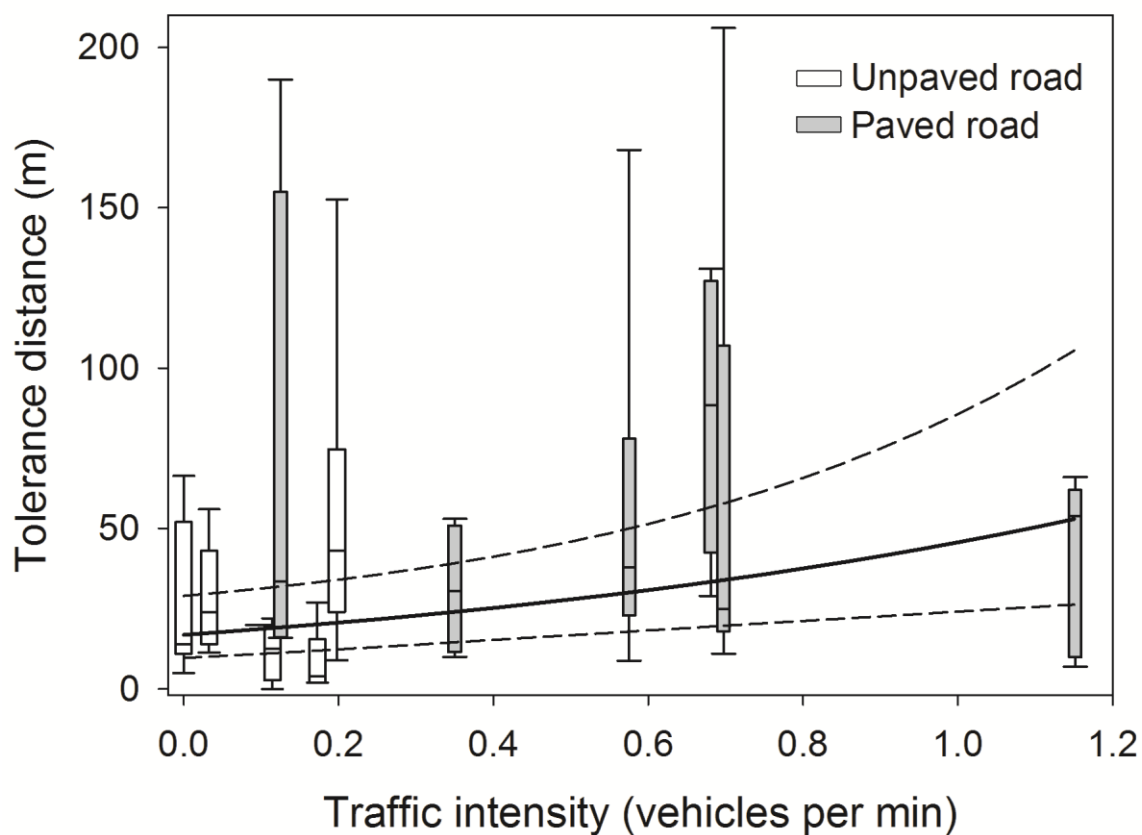 Tolerance distance (m)
200
150
100
50
0
Unpaved road
Paved road
0.0 0.2 0.4 0.6 0.8 1.0 1.2
Traffic intensity (vehicles per min)